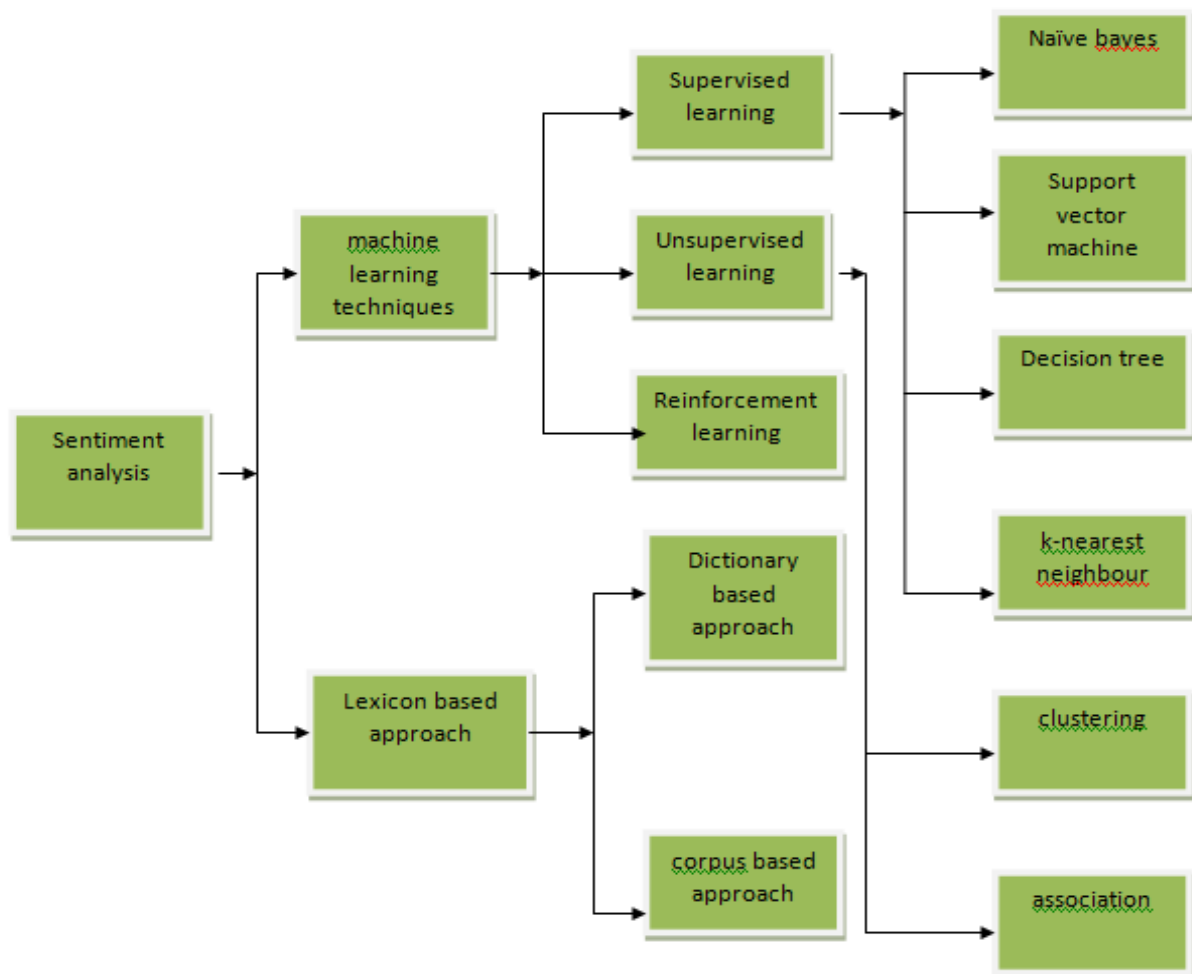 Sentiment
analysis
machine
learning
techniques
Lexicon based
approach
Supervised
learning
Unsupervised
learning
Reinforcement
learning
Dictionary
based
approach
corpus based
approach
Naïve bayes
Support
vector
machine
Decision tree
k-nearest
neighbour
clustering
association